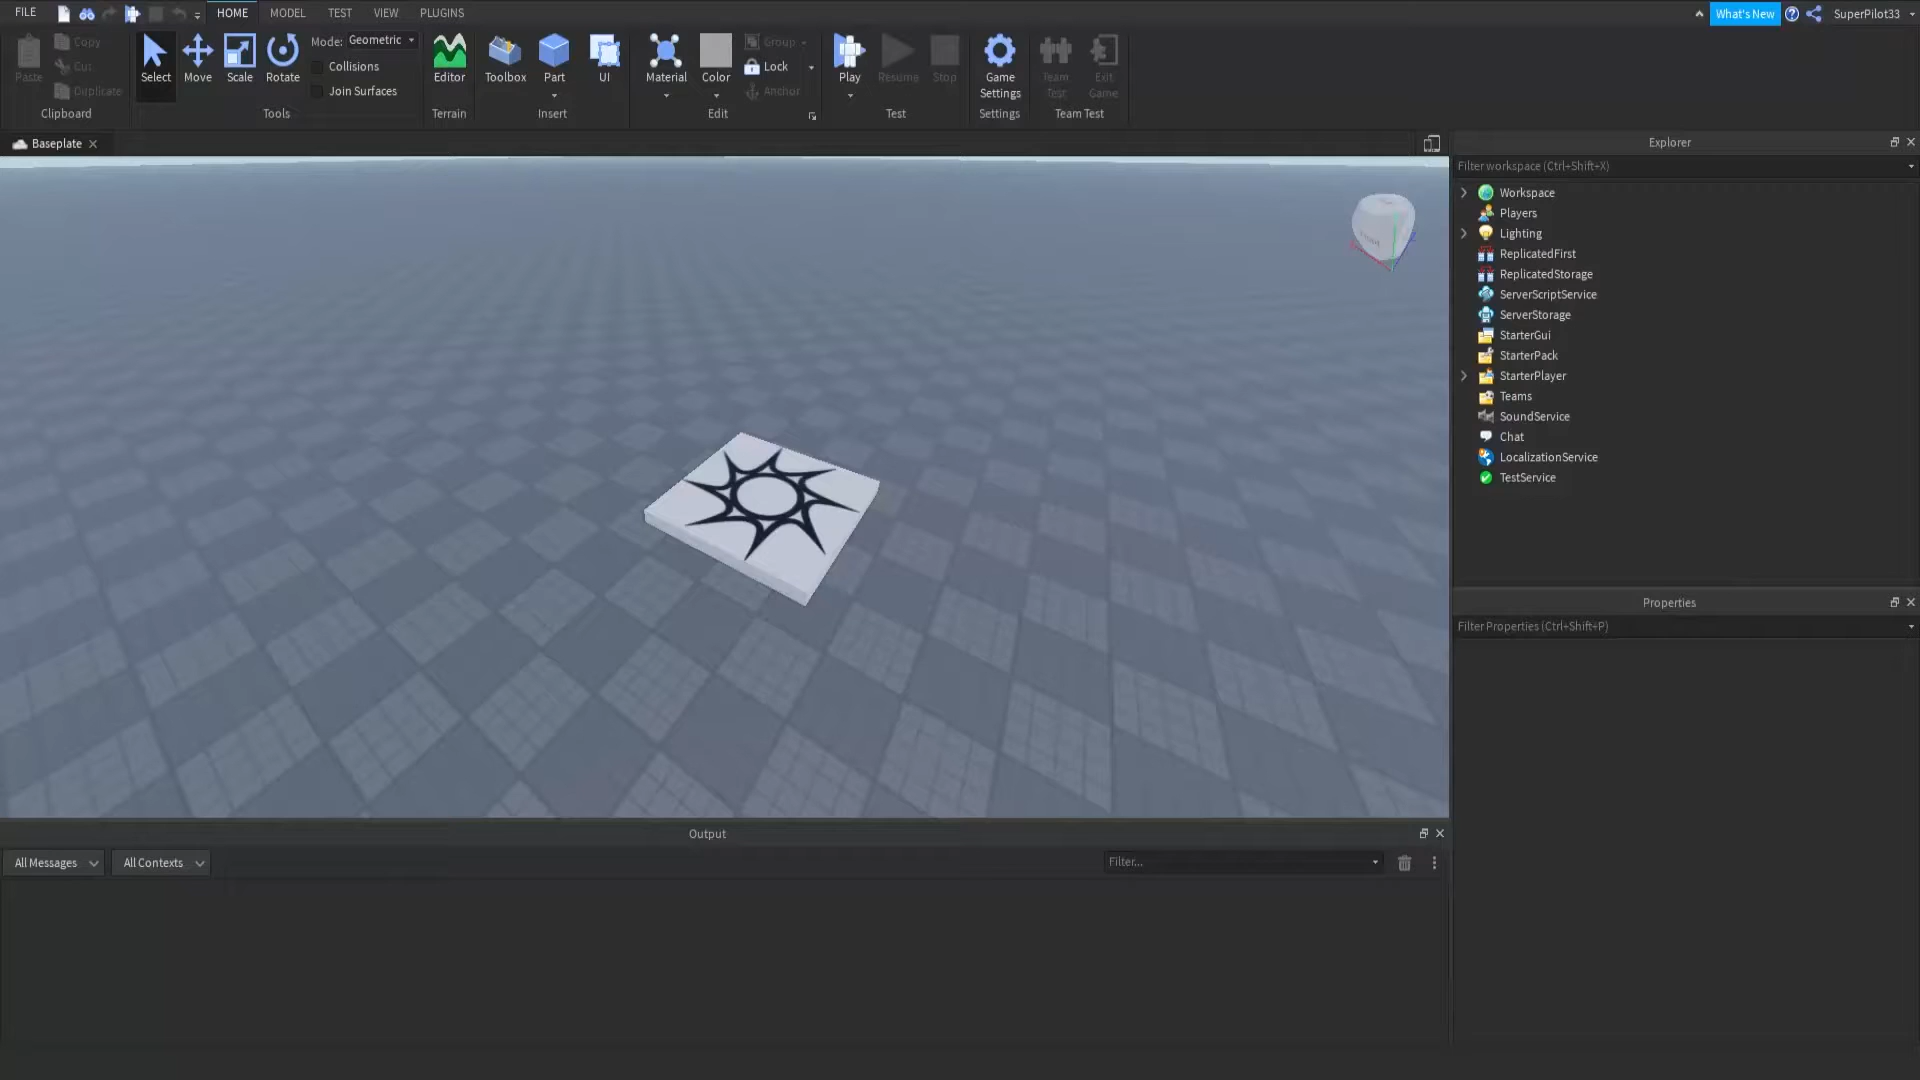 FILE
HOME
MODEL
TEST
VIEW
PLUGINS
What's New
SuperPilot33
Paste
Copy
Cut
Duplicate
Clipboard
Select
Move
Scale
Rotate
Mode: Geometric
Collisions
Join Surfaces
Tools
Editor
Terrain
Toolbox
Part
UI
Insert
Material
Color
Group
Lock
Anchor
Edit
Play
Resume
Stop
Test
Game
Settings
Settings
Team
Test
Exit
Game
Team Test
Baseplate
Explorer
Filter workspace (Ctrl+Shift+X)
Workspace
Players
Lighting
ReplicatedFirst
ReplicatedStorage
ServerScriptService
ServerStorage
StarterGui
StarterPack
StarterPlayer
Teams
SoundService
Chat
LocalizationService
TestService
Properties
Filter Properties (Ctrl+Shift+P)
Output
All Messages
All Contexts
Filter...